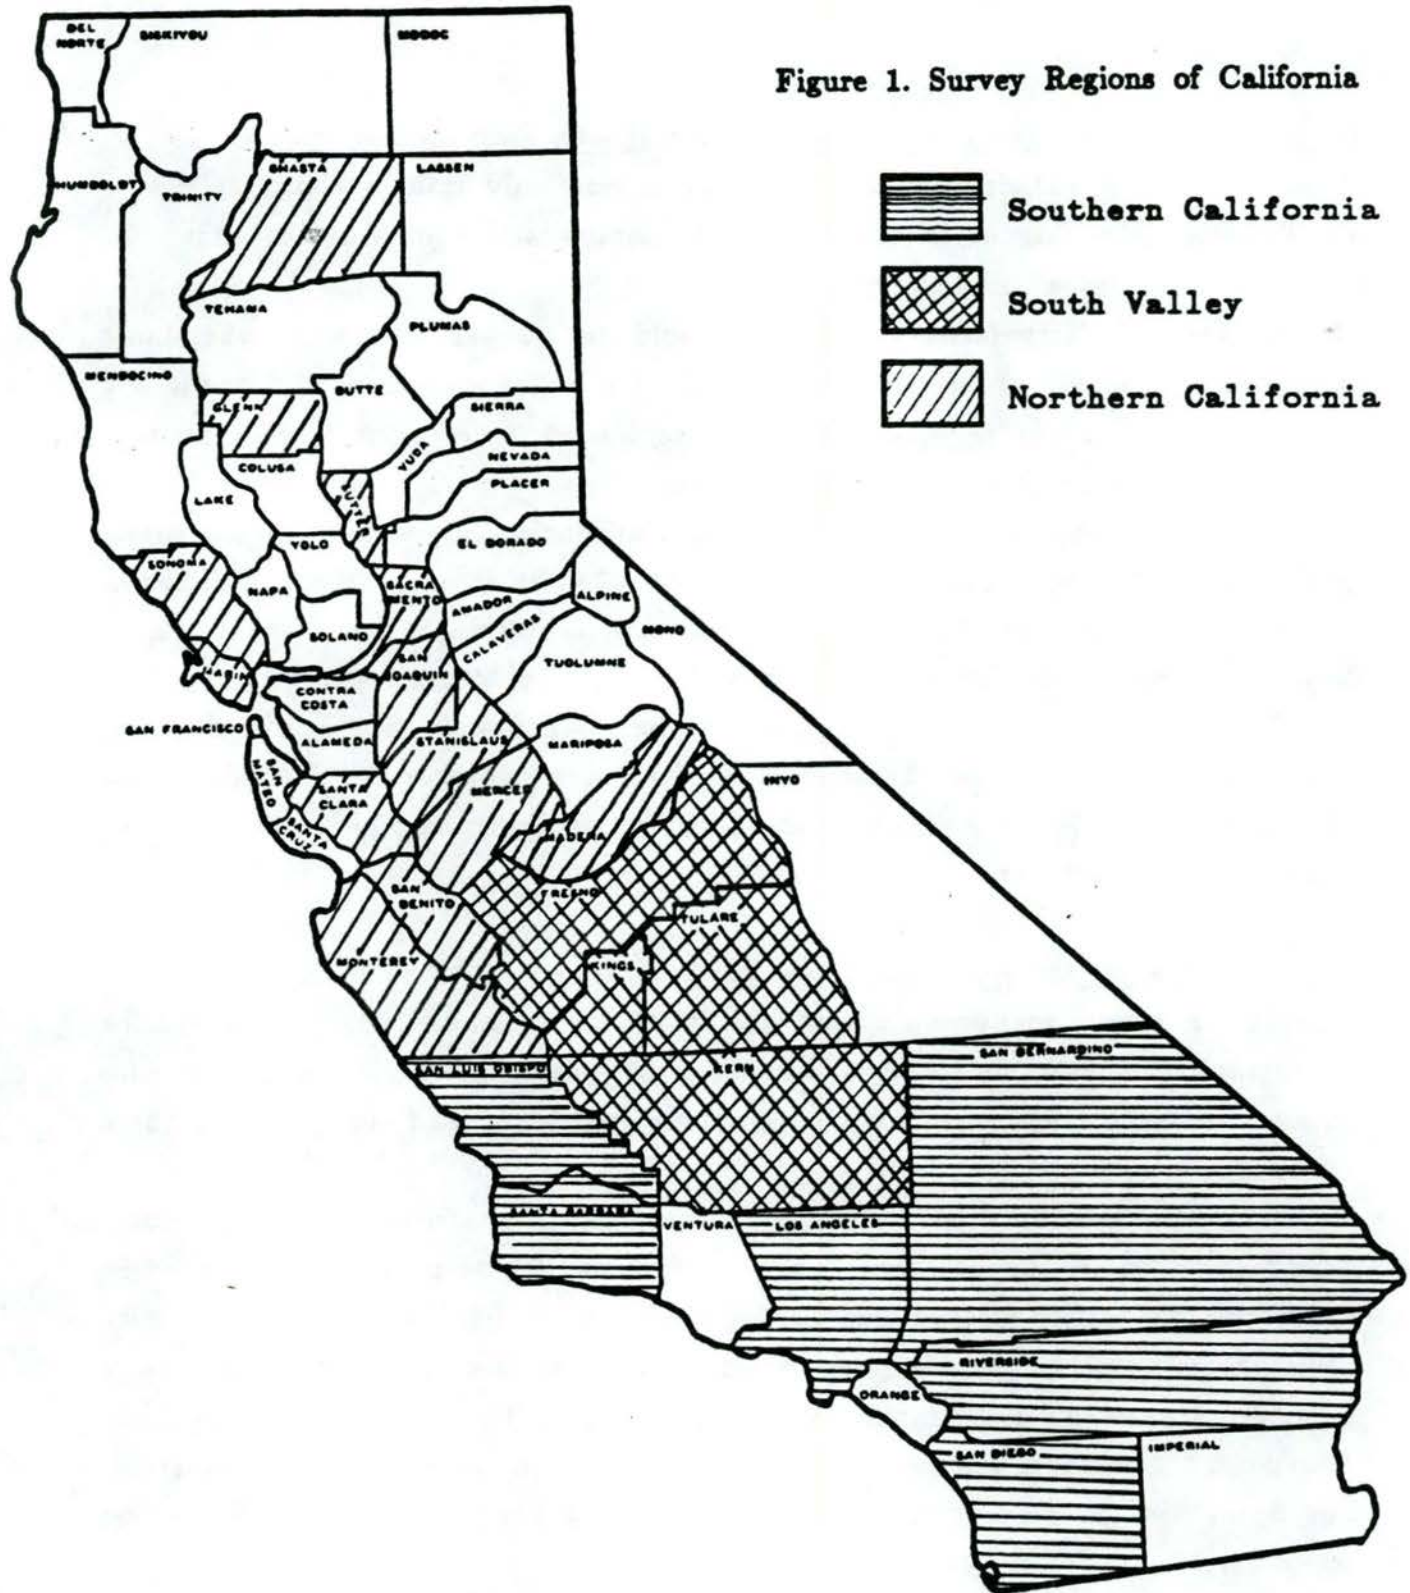 DEL
NORTE
SISKIYOU
MODOC
Figure 1. Survey Regions of California
Southern California
South Valley
Northern California
HUMBOLDT
TRINITY
SHASTA
LASSEN
TEHAMA
PLUMAS
MENDOCINO
BUTTE
GLENN
SIERRA
COLUSA
YUBA
NEVADA
PLACER
LAKE
SUTTER
YOLO
EL DORADO
SONOMA
NAPA
SACRA
MENTO
AMADOR
ALPINE
SOLANO
CALAVERAS
MONO
MARIN
SAN
JOAQUIN
TUOLUMNE
CONTRA
COSTA
SAN FRANCISCO
ALAMEDA
STANISLAUS
MARIPOSA
SAN
MATEO
SANTA
CLARA
MERCED
INYO
SANTA
CRUZ
MADERA
SAN
BENITO
FRESNO
TULARE
MONTEREY
KINGS
SAN LUIS OBISPO
KERN
SAN BERNARDINO
SANTA BARBARA
VENTURA
LOS ANGELES
RIVERSIDE
ORANGE
SAN DIEGO
IMPERIAL